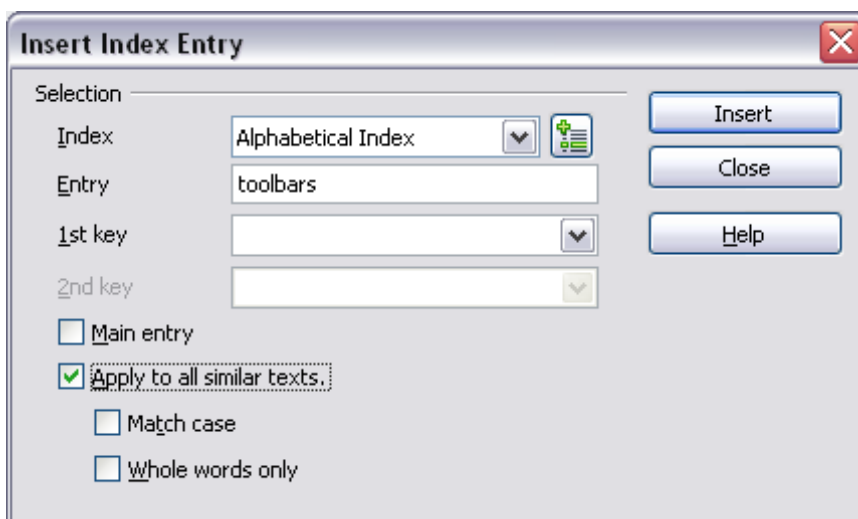 Insert Index Entry
Selection
Insert
Index
Alphabetical Index
Close
Entry
toolbars
1st key
Help
2nd key
Main entry
Apply to all similar texts.
Match case
Whole words only